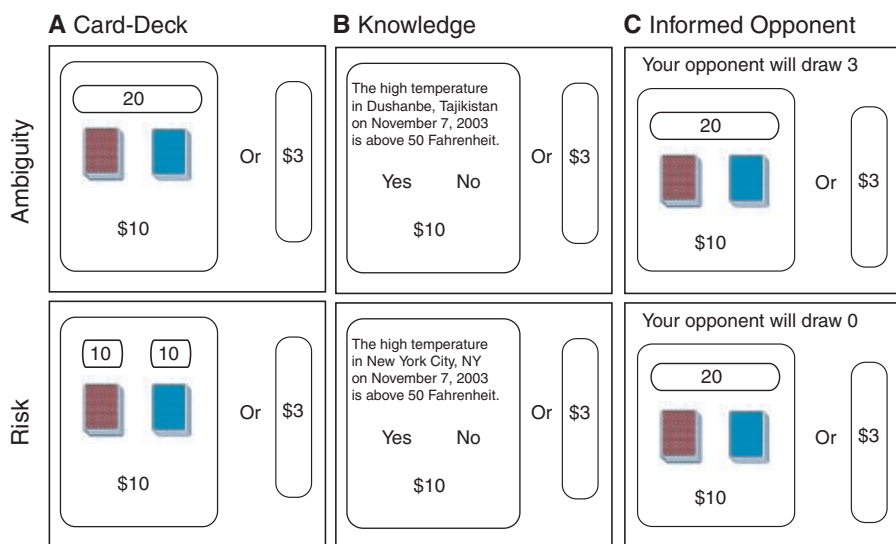 A Card-Deck
B Knowledge
C Informed Opponent
Ambiguity
20
$10
Or
$3
The high temperature
in Dushanbe, Tajikistan
on November 7, 2003
is above 50 Fahrenheit.
Yes No
$10
Or
$3
Your opponent will draw 3
20
$10
Or
$3
Risk
10 10
$10
Or
$3
The high temperature
in New York City, NY
on November 7, 2003
is above 50 Fahrenheit.
Yes No
$10
Or
$3
Your opponent will draw 0
20
$10
Or
$3